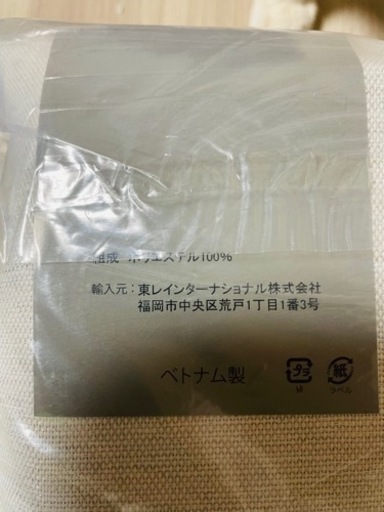 組成 ポリエステル100%
輸入元：東レインターナショナル株式会社
福岡市中央区荒戸1丁目1番3号
ベトナム製
プラ
紙
ラベル